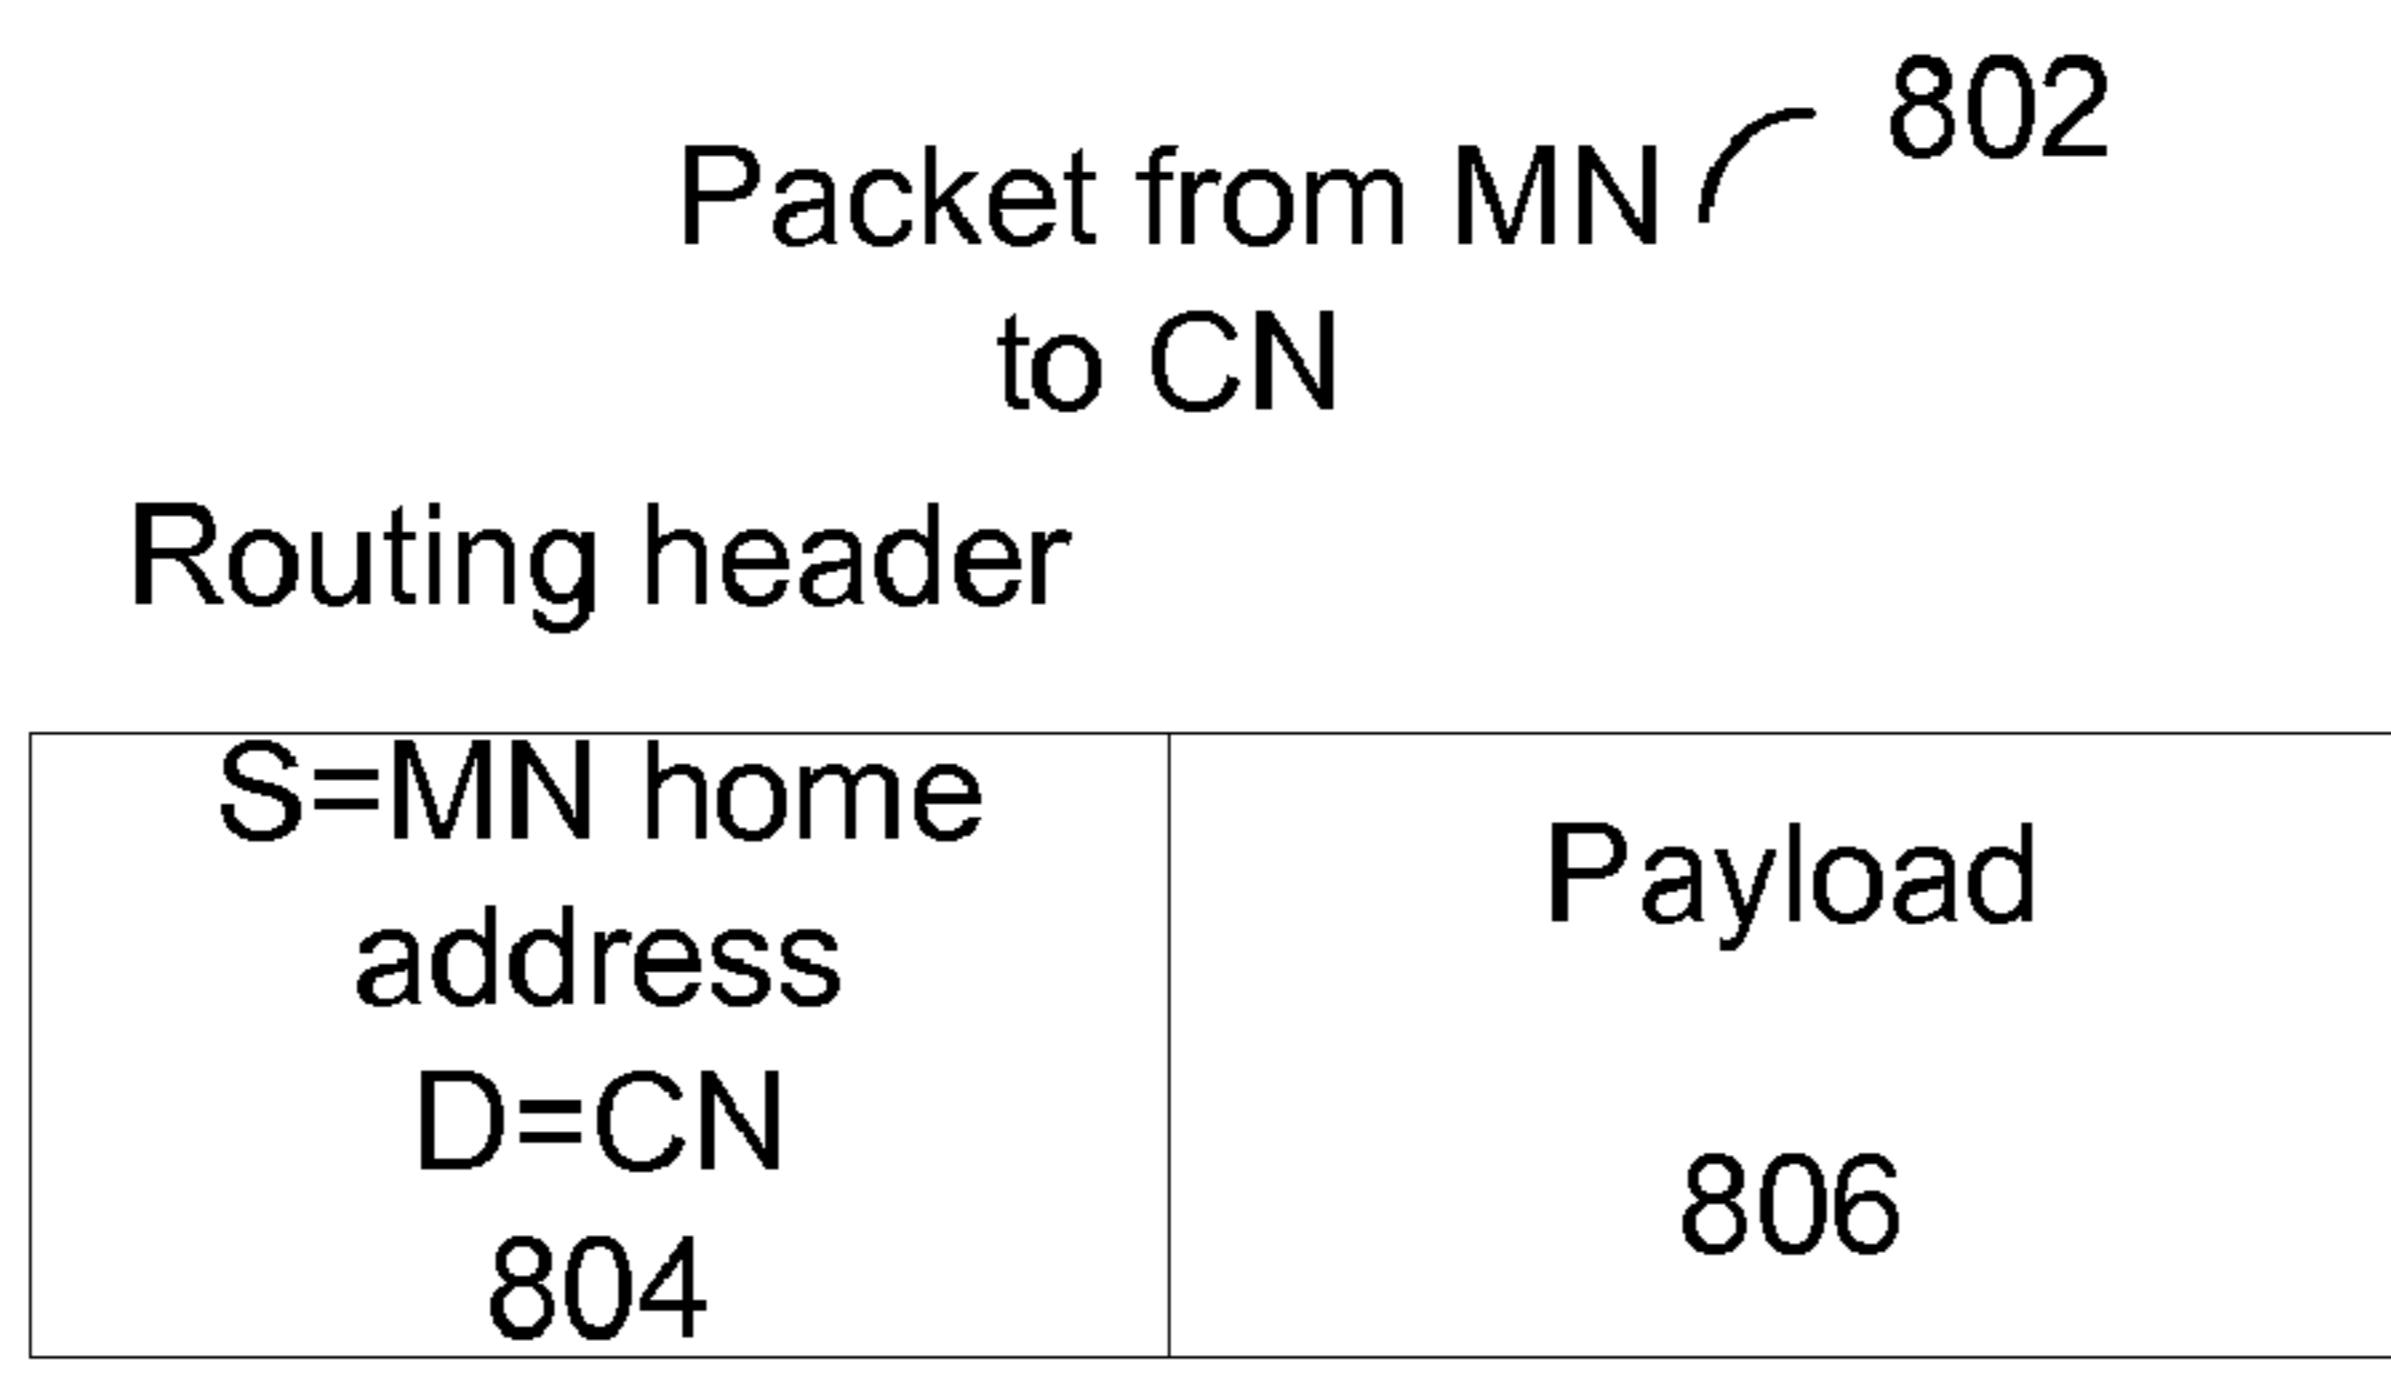 802
Packet from MN
to CN
Routing header
S=MN home
address
D=CN
804
Payload
806